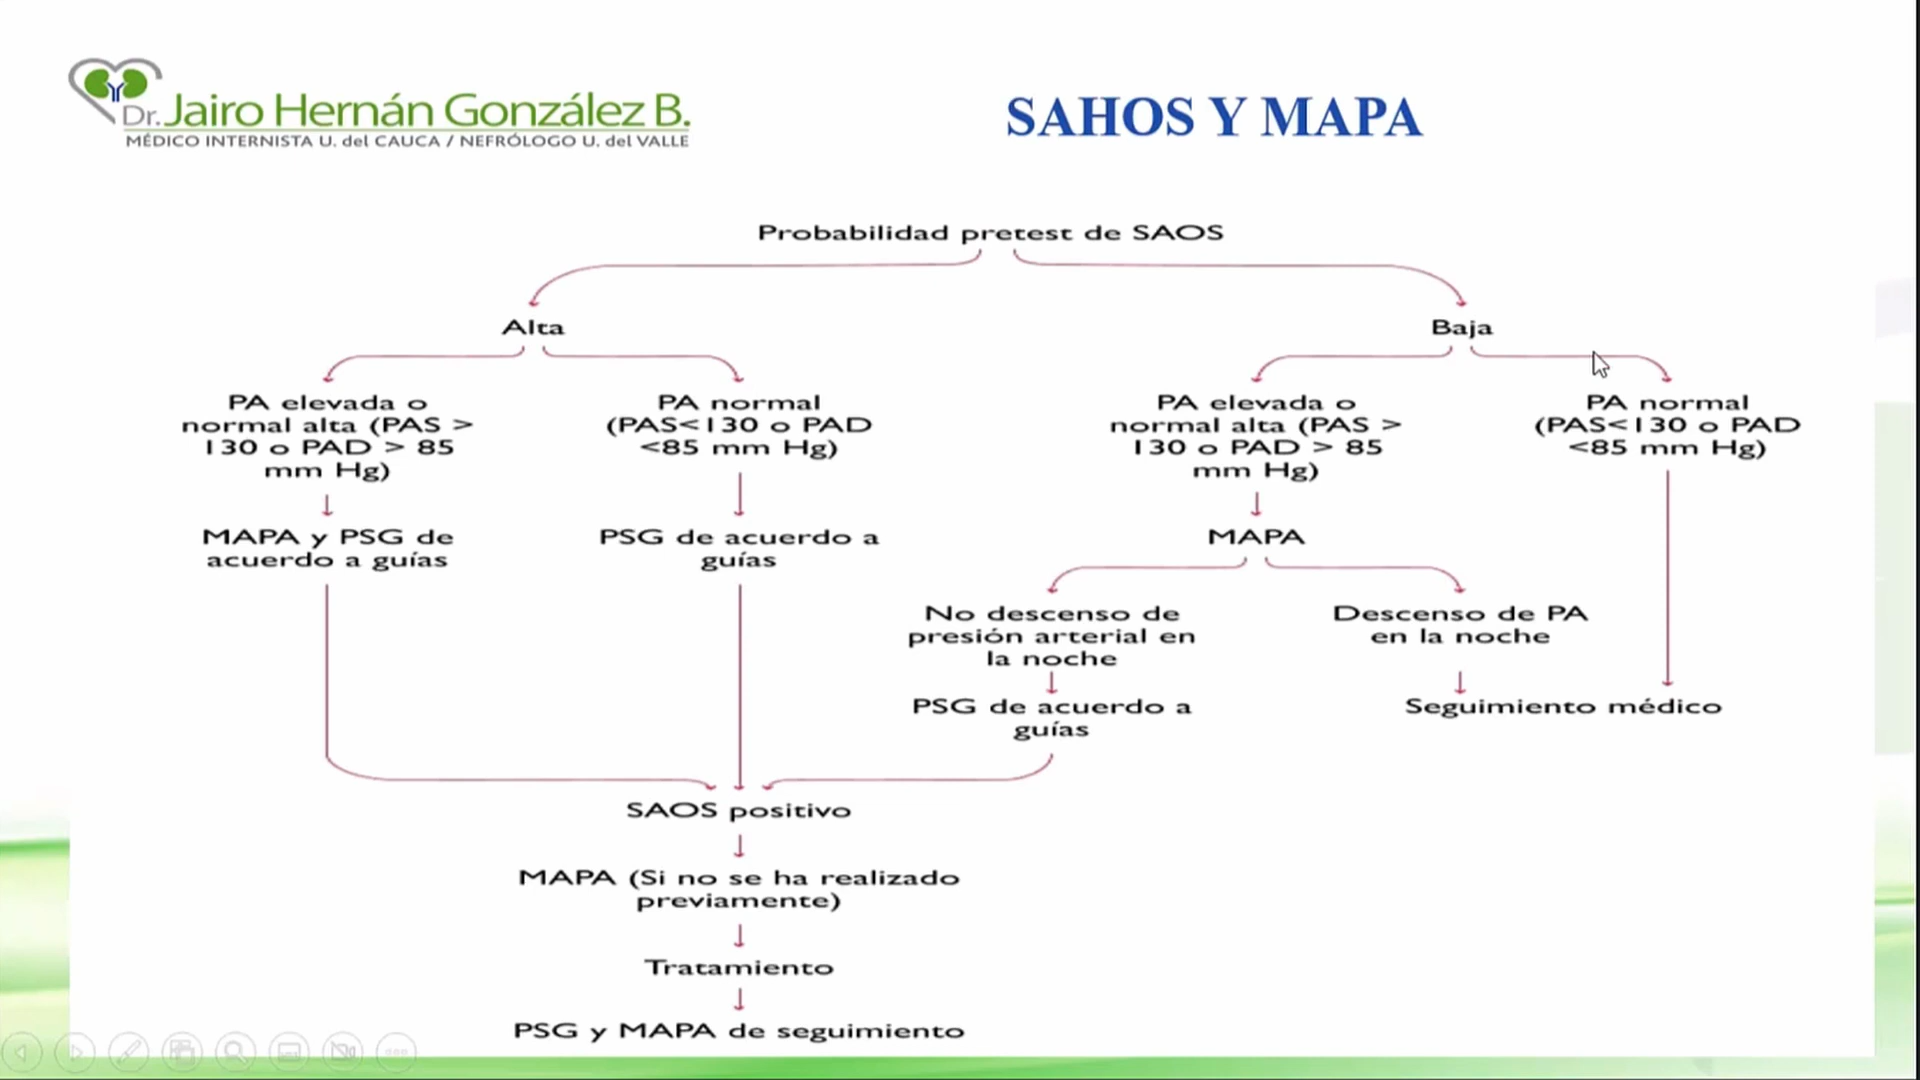 Dr. Jairo Hernán González B.
MÉDICO INTERNISTA U. del CAUCA / NEFRÓLOGO U. del VALLE
SAHOS Y MAPA
Probabilidad pretest de SAOS
Alta
Baja
PA elevada o
normal alta (PAS >
130 o PAD > 85
mm Hg)
PA normal
(PAS<130 o PAD
<85 mm Hg)
PA elevada o
normal alta (PAS >
130 o PAD > 85
mm Hg)
PA normal
(PAS<130 o PAD
<85 mm Hg)
MAPA y PSG de
acuerdo a guías
PSG de acuerdo a
guías
MAPA
No descenso de
presión arterial en
la noche
Descenso de PA
en la noche
PSG de acuerdo a
guías
Seguimiento médico
SAOS positivo
MAPA (Si no se ha realizado
previamente)
Tratamiento
PSG y MAPA de seguimiento